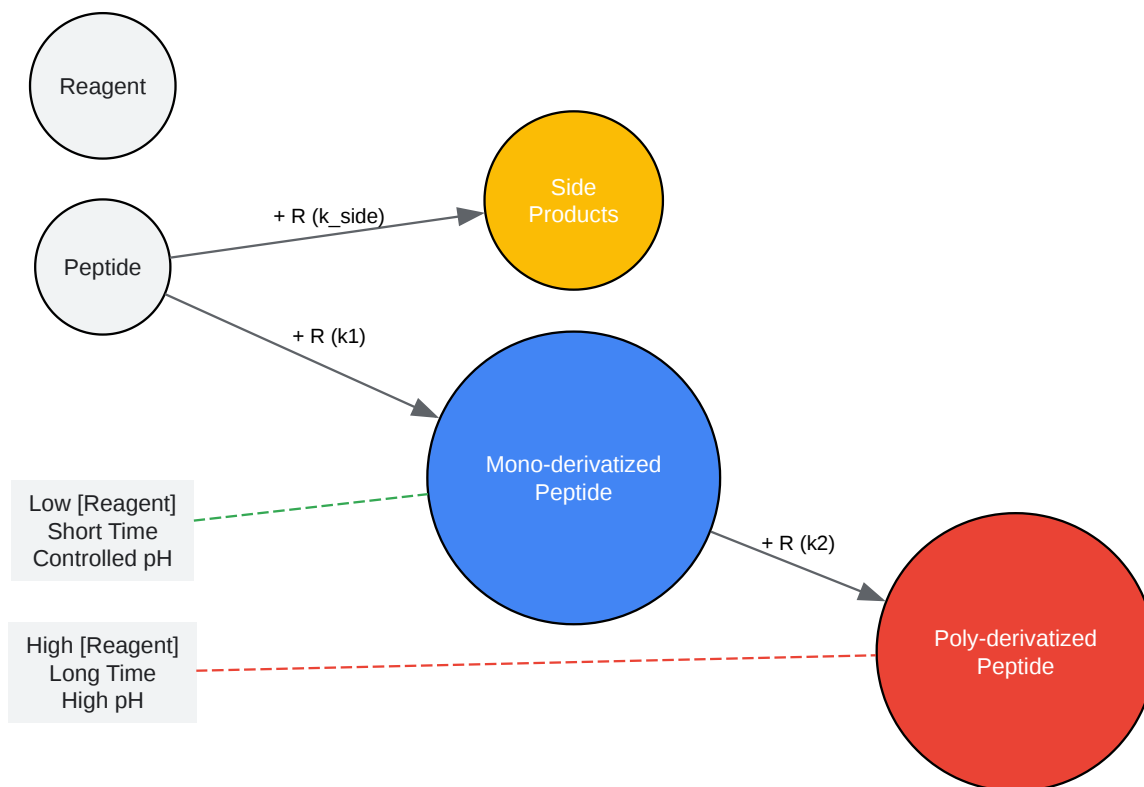 Reagent
Side
Products
+ R (k_side)
Peptide
+ R (k1)
Mono-derivatized
Peptide
Low [Reagent]
Short Time
Controlled pH
+ R (k2)
High [Reagent]
Long Time
High pH
Poly-derivatized
Peptide